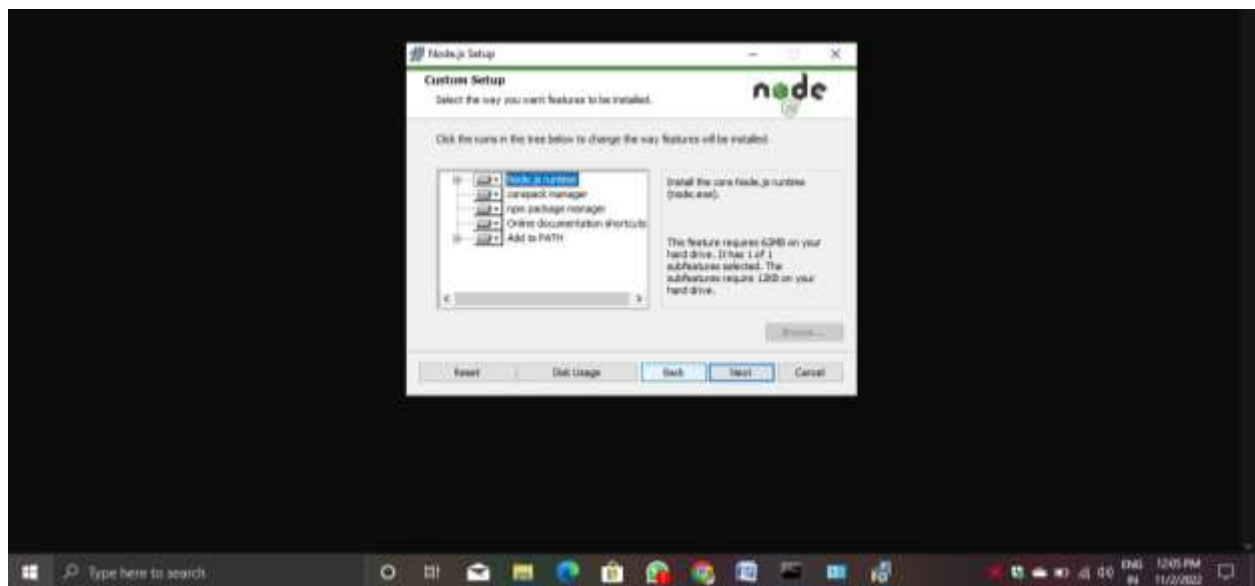 Node.js Setup
Custom Setup
Select the way you want features to be installed.
node
Click the icons in the tree below to change the way features will be installed.
Node.js runtime
corepack manager
npm package manager
Online documentation shortcuts
Add to PATH
Install the core Node.js runtime
(node.exe).
This feature requires 63MB on your
hard drive. It has 1 of 1
subfeatures selected. The
subfeatures require 12KB on your
hard drive.
Browse...
Reset
Disk Usage
Back
Next
Cancel
Type here to search
ENG
IN
12:05 PM
11/2/2022